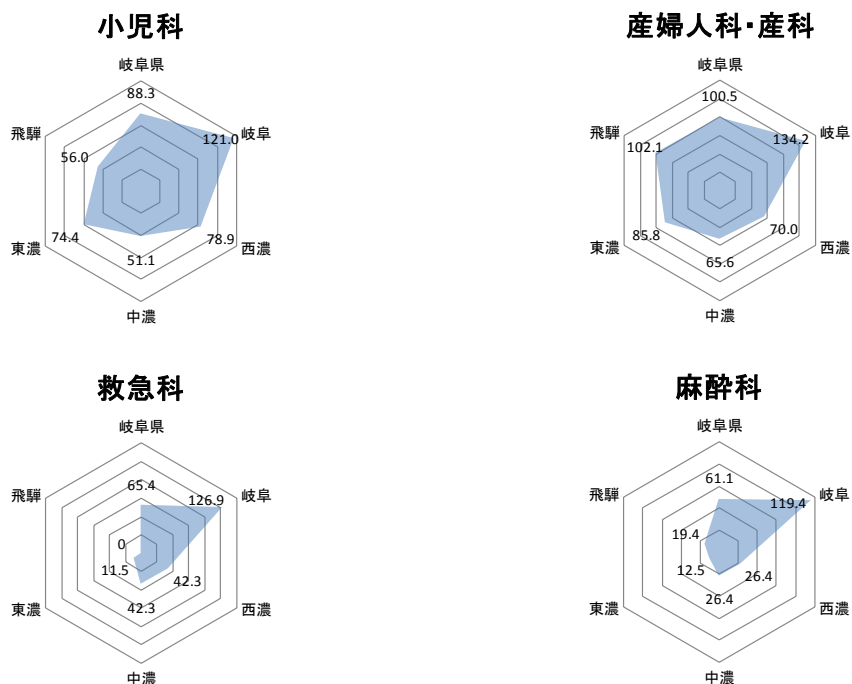 小児科
岐阜県
88.3
飛騨
121.0
岐阜
56.0
74.4
78.9
東濃
西濃
51.1
中濃
産婦人科・産科
岐阜県
100.5
飛騨
134.2
岐阜
102.1
85.8
70.0
東濃
西濃
65.6
中濃
救急科
岐阜県
65.4
飛騨
126.9
岐阜
0
11.5
42.3
東濃
42.3
西濃
中濃
麻酔科
岐阜県
61.1
飛騨
119.4
岐阜
19.4
12.5
26.4
東濃
26.4
西濃
中濃